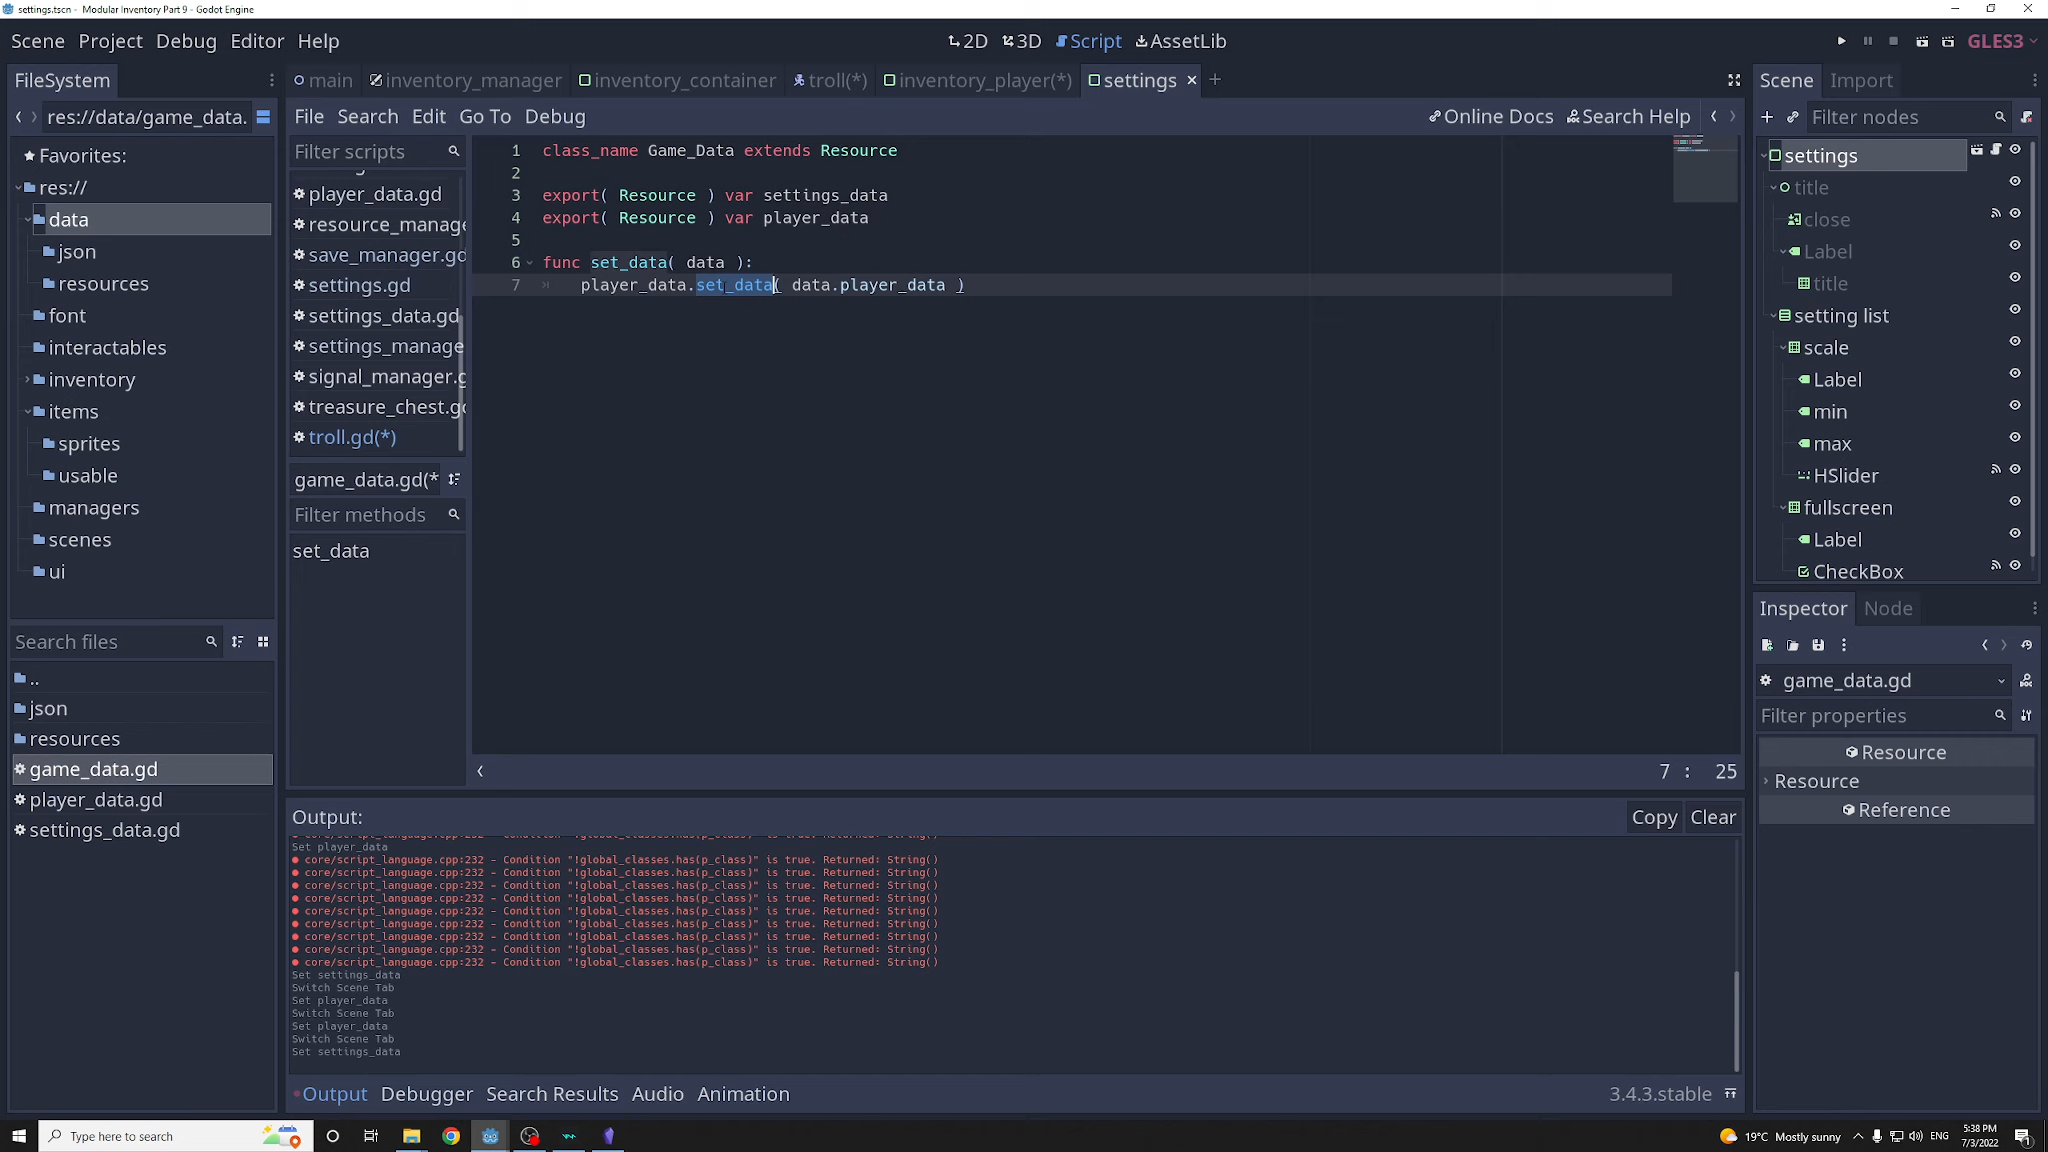 settings.tscn - Modular Inventory Part 9 - Godot Engine
Scene Project Debug Editor Help
2D 3D Script AssetLib
GLES3
FileSystem
res://data/game_data.
Favorites:
res://
data
json
resources
font
interactables
inventory
items
sprites
usable
managers
scenes
ui
Search files
..
json
resources
game_data.gd
player_data.gd
settings_data.gd
main inventory_manager inventory_container troll(*) inventory_player(*) settings
File Search Edit Go To Debug
Online Docs Search Help
Filter scripts
player_data.gd
resource_manage
save_manager.gd
settings.gd
settings_data.gd
settings_manage
signal_manager.g
treasure_chest.gd
troll.gd(*)
game_data.gd(*
Filter methods
set_data
1 class_name Game_Data extends Resource
2
3 export( Resource ) var settings_data
4 export( Resource ) var player_data
5
6 func set_data( data ):
7 player_data.set_data( data.player_data )
7 : 25
Output:
Copy Clear
Set player_data
core/script_language.cpp:232 - Condition "!global_classes.has(p_class)" is true. Returned: String()
core/script_language.cpp:232 - Condition "!global_classes.has(p_class)" is true. Returned: String()
core/script_language.cpp:232 - Condition "!global_classes.has(p_class)" is true. Returned: String()
core/script_language.cpp:232 - Condition "!global_classes.has(p_class)" is true. Returned: String()
core/script_language.cpp:232 - Condition "!global_classes.has(p_class)" is true. Returned: String()
core/script_language.cpp:232 - Condition "!global_classes.has(p_class)" is true. Returned: String()
core/script_language.cpp:232 - Condition "!global_classes.has(p_class)" is true. Returned: String()
core/script_language.cpp:232 - Condition "!global_classes.has(p_class)" is true. Returned: String()
core/script_language.cpp:232 - Condition "!global_classes.has(p_class)" is true. Returned: String()
Set settings_data
Switch Scene Tab
Set player_data
Switch Scene Tab
Set player_data
Switch Scene Tab
Set settings_data
Output Debugger Search Results Audio Animation
3.4.3.stable
Scene Import
Filter nodes
settings
title
close
Label
title
setting list
scale
Label
min
max
HSlider
fullscreen
Label
CheckBox
Inspector Node
game_data.gd
Filter properties
Resource
Resource
Reference
Type here to search
19°C Mostly sunny
ENG
5:38 PM
7/3/2022